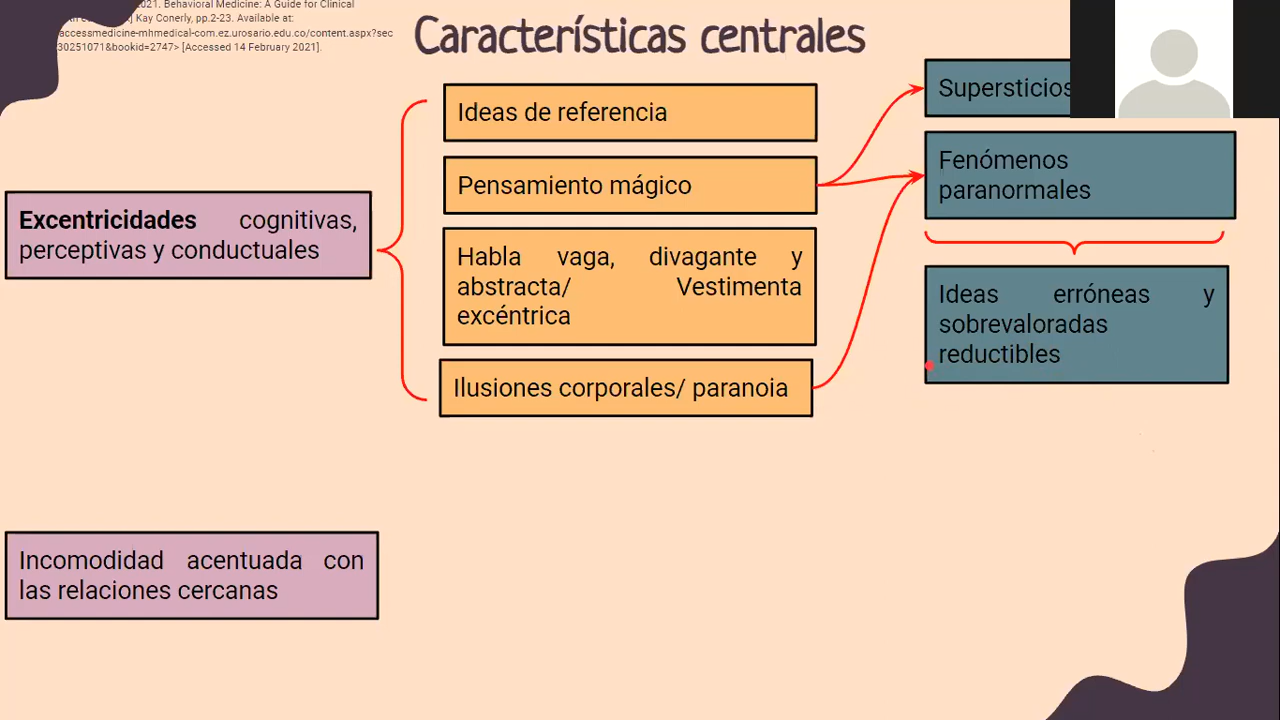 2021. Behavioral Medicine: A Guide for Clinical
Kay Conerly, pp.2-23. Available at:
accessmedicine-mhmedical-com.ez.urosario.edu.co/content.aspx?sec
30251071&bookid=2747> [Accessed 14 February 2021].
Características centrales
Excentricidades cognitivas,
perceptivas y conductuales
Ideas de referencia
Pensamiento mágico
Habla vaga, divagante y
abstracta/ Vestimenta
excéntrica
Ilusiones corporales/ paranoia
Supersticios
Fenómenos
paranormales
Ideas erróneas y
sobrevaloradas
reductibles
Incomodidad acentuada con
las relaciones cercanas